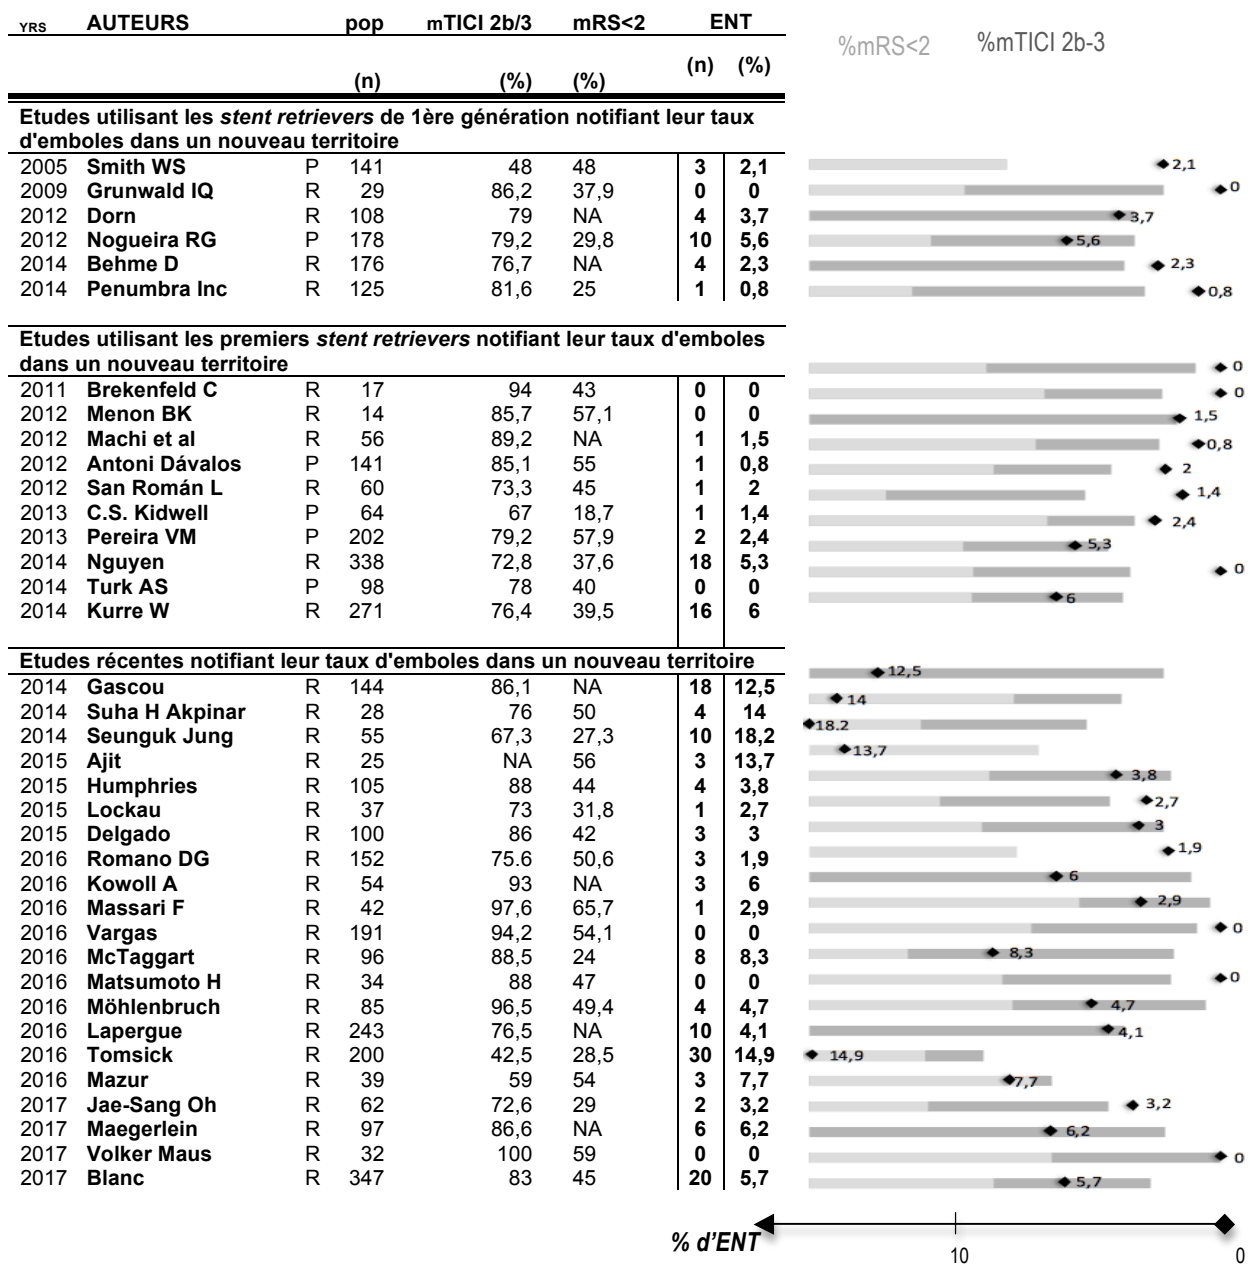 YRS AUTEURS pop mTICI 2b/3 mRS<2 ENT
(n) (%) (%) (n) (%)
%mRS<2 %mTICI 2b-3
Etudes utilisant les stent retrievers de 1ère génération notifiant leur taux
d'emboles dans un nouveau territoire
2005 Smith WS P 141 48 48 3 2,1 2,1
2009 Grunwald IQ R 29 86,2 37,9 0 0 0
2012 Dorn R 108 79 NA 4 3,7 3,7
2012 Nogueira RG P 178 79,2 29,8 10 5,6 5,6
2014 Behme D R 176 76,7 NA 4 2,3 2,3
2014 Penumbra Inc R 125 81,6 25 1 0,8 0,8
Etudes utilisant les premiers stent retrievers notifiant leur taux d'emboles
dans un nouveau territoire
2011 Brekenfeld C R 17 94 43 0 0 0
2012 Menon BK R 14 85,7 57,1 0 0 0
2012 Machi et al R 56 89,2 NA 1 1,5 1,5
2012 Antoni Dávalos P 141 85,1 55 1 0,8 0,8
2012 San Román L R 60 73,3 45 1 2 2
2013 C.S. Kidwell P 64 67 18,7 1 1,4 1,4
2013 Pereira VM P 202 79,2 57,9 2 2,4 2,4
2014 Nguyen R 338 72,8 37,6 18 5,3 5,3
2014 Turk AS P 98 78 40 0 0 0
2014 Kurre W R 271 76,4 39,5 16 6 6
Etudes récentes notifiant leur taux d'emboles dans un nouveau territoire
2014 Gascou R 144 86,1 NA 18 12,5 12,5
2014 Suha H Akpinar R 28 76 50 4 14 14
2014 Seunguk Jung R 55 67,3 27,3 10 18,2 18.2
2015 Ajit R 25 NA 56 3 13,7 13,7
2015 Humphries R 105 88 44 4 3,8 3,8
2015 Lockau R 37 73 31,8 1 2,7 2,7
2015 Delgado R 100 86 42 3 3 3
2016 Romano DG R 152 75.6 50,6 3 1,9 1,9
2016 Kowoll A R 54 93 NA 3 6 6
2016 Massari F R 42 97,6 65,7 1 2,9 2,9
2016 Vargas R 191 94,2 54,1 0 0 0
2016 McTaggart R 96 88,5 24 8 8,3 8,3
2016 Matsumoto H R 34 88 47 0 0 0
2016 Möhlenbruch R 85 96,5 49,4 4 4,7 4,7
2016 Lapergue R 243 76,5 NA 10 4,1 4,1
2016 Tomsick R 200 42,5 28,5 30 14,9 14,9
2016 Mazur R 39 59 54 3 7,7 7,7
2017 Jae-Sang Oh R 62 72,6 29 2 3,2 3,2
2017 Maegerlein R 97 86,6 NA 6 6,2 6,2
2017 Volker Maus R 32 100 59 0 0 0
2017 Blanc R 347 83 45 20 5,7 5,7
% d'ENT
10 0